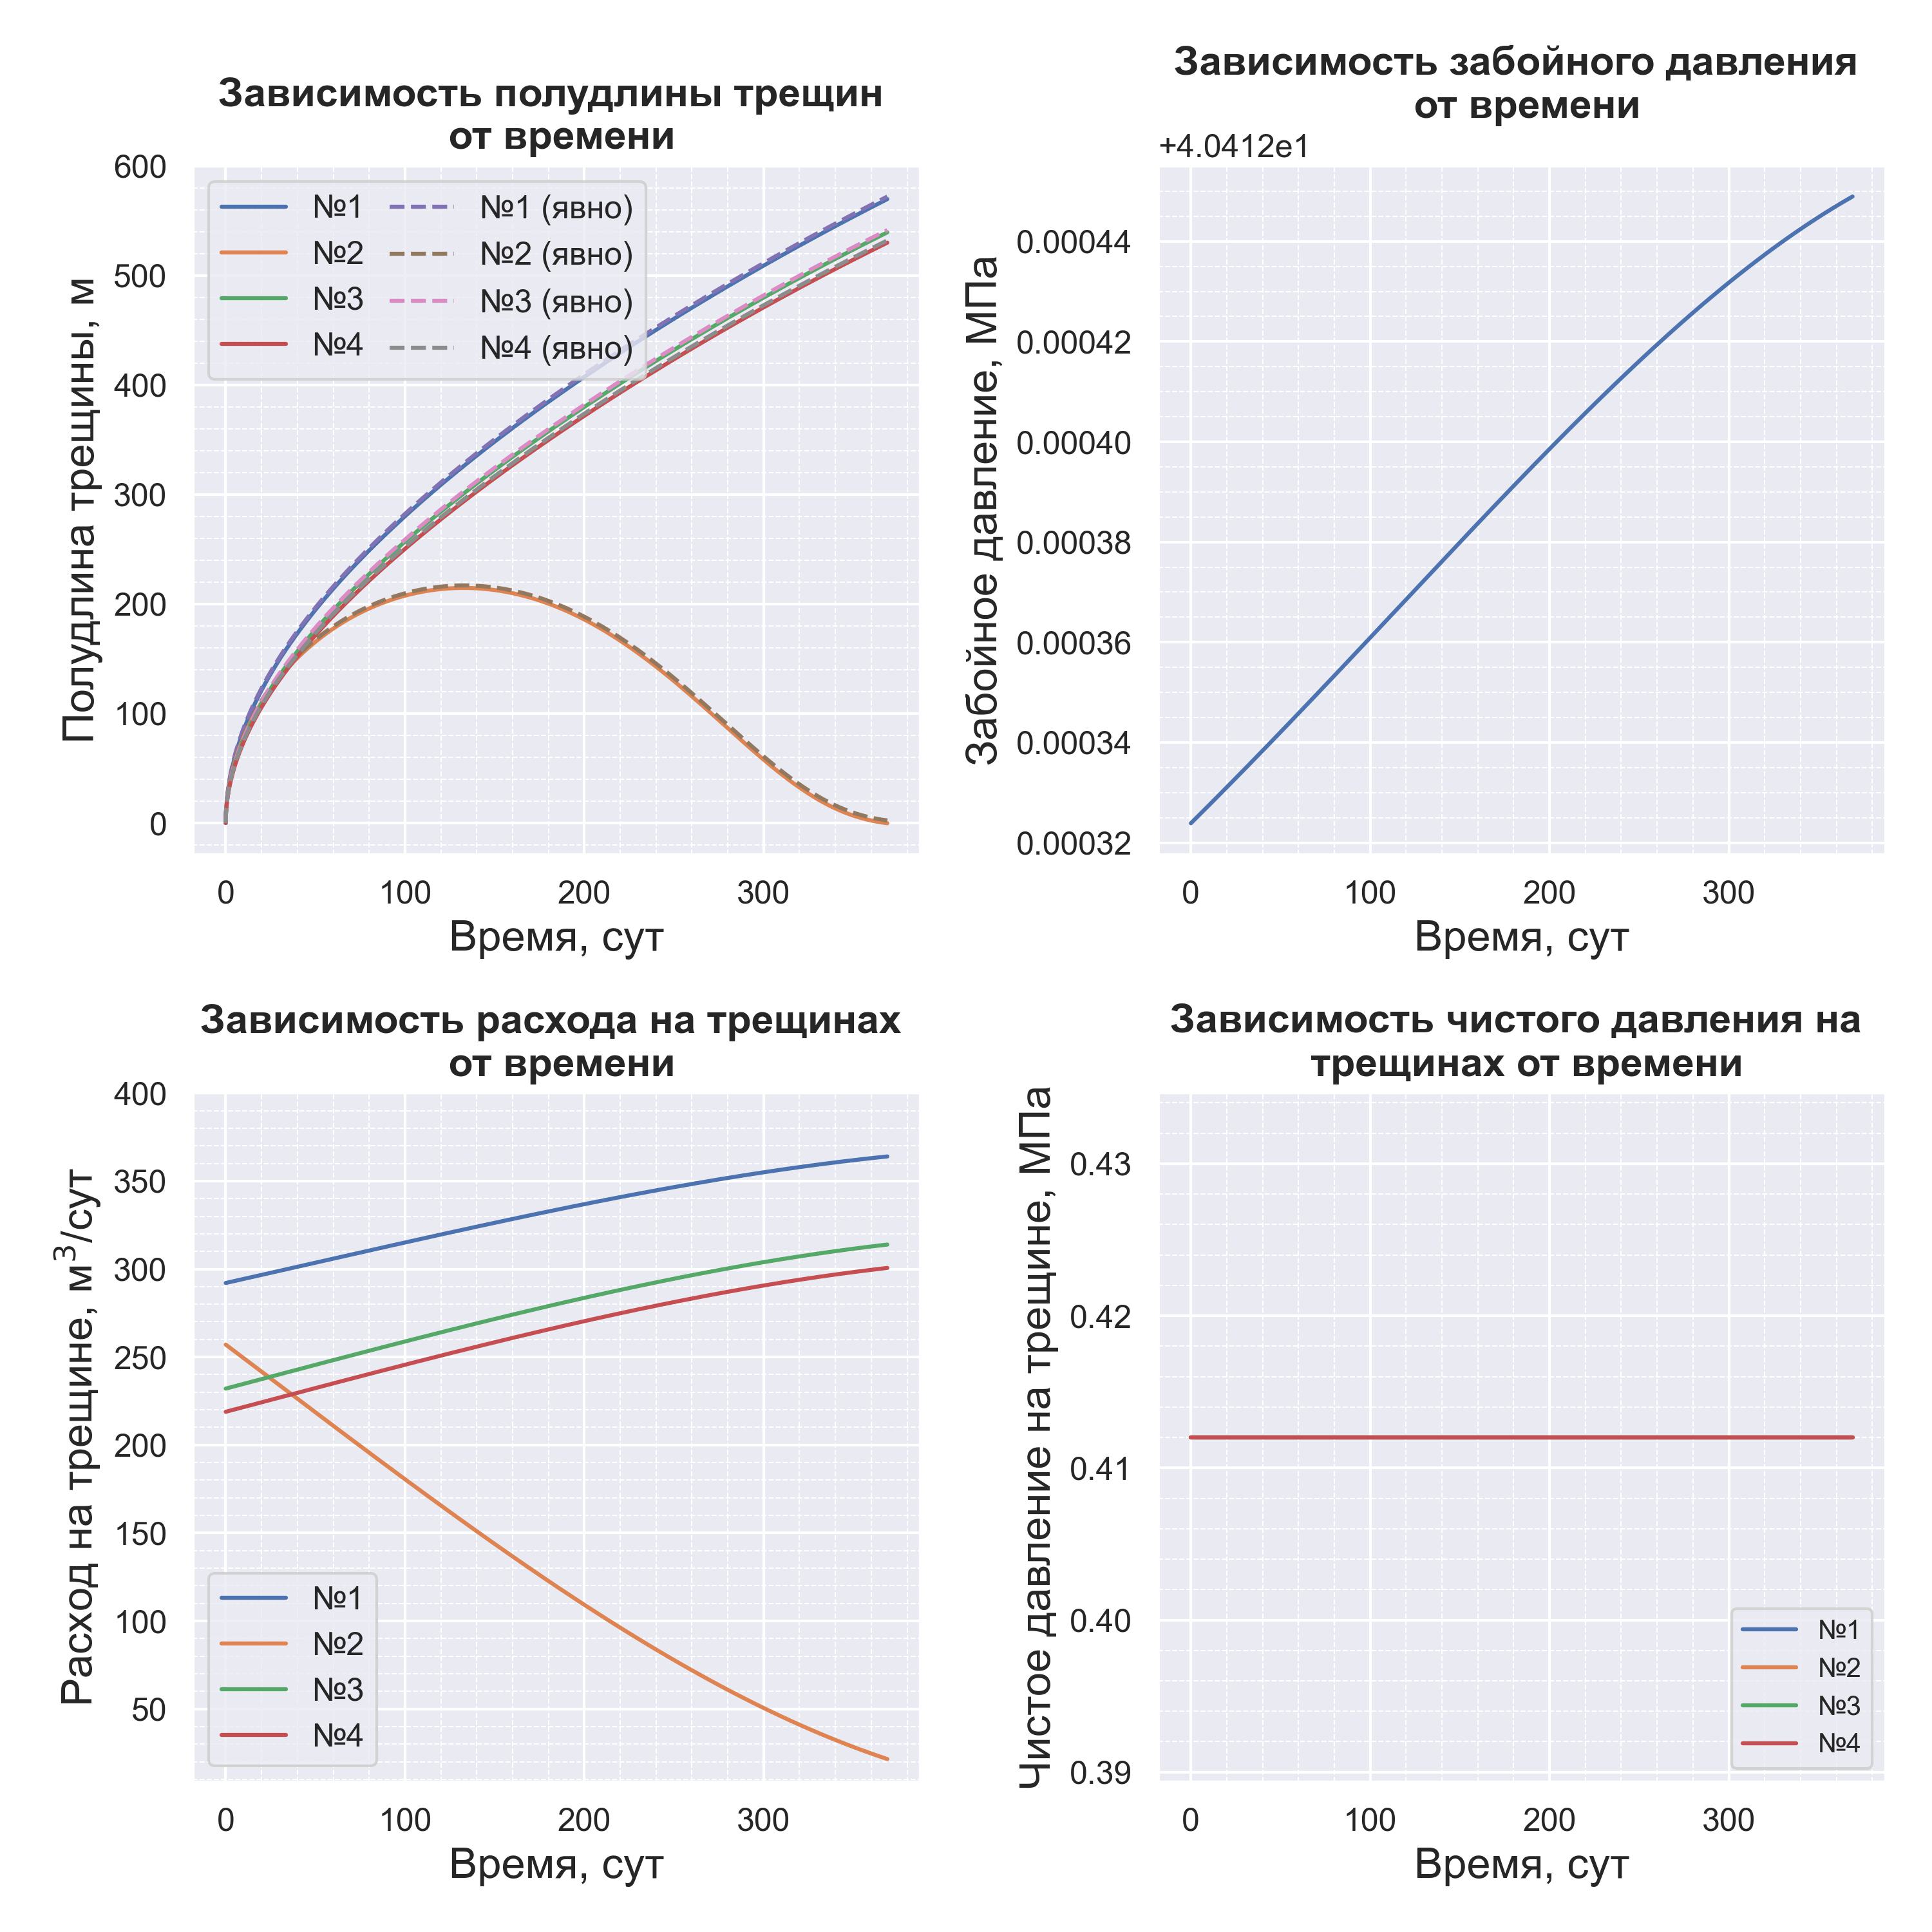 Зависимость полудлины трещин
от времени
600
500
400
300
200
100
0
Полудлина трещины, м
№1
№2
№3
№4
№1 (явно)
№2 (явно)
№3 (явно)
№4 (явно)
0 100 200 300
Время, сут
Зависимость забойного давления
от времени
+4.0412e1
0.00044
0.00042
0.00040
0.00038
0.00036
0.00034
0.00032
Забойное давление, МПа
0 100 200 300
Время, сут
Зависимость расхода на трещинах
от времени
400
350
300
250
200
150
100
50
Расход на трещине, м³/сут
№1
№2
№3
№4
0 100 200 300
Время, сут
Зависимость чистого давления на
трещинах от времени
0.43
0.42
0.41
0.40
0.39
Чистое давление на трещине, МПа
№1
№2
№3
№4
0 100 200 300
Время, сут